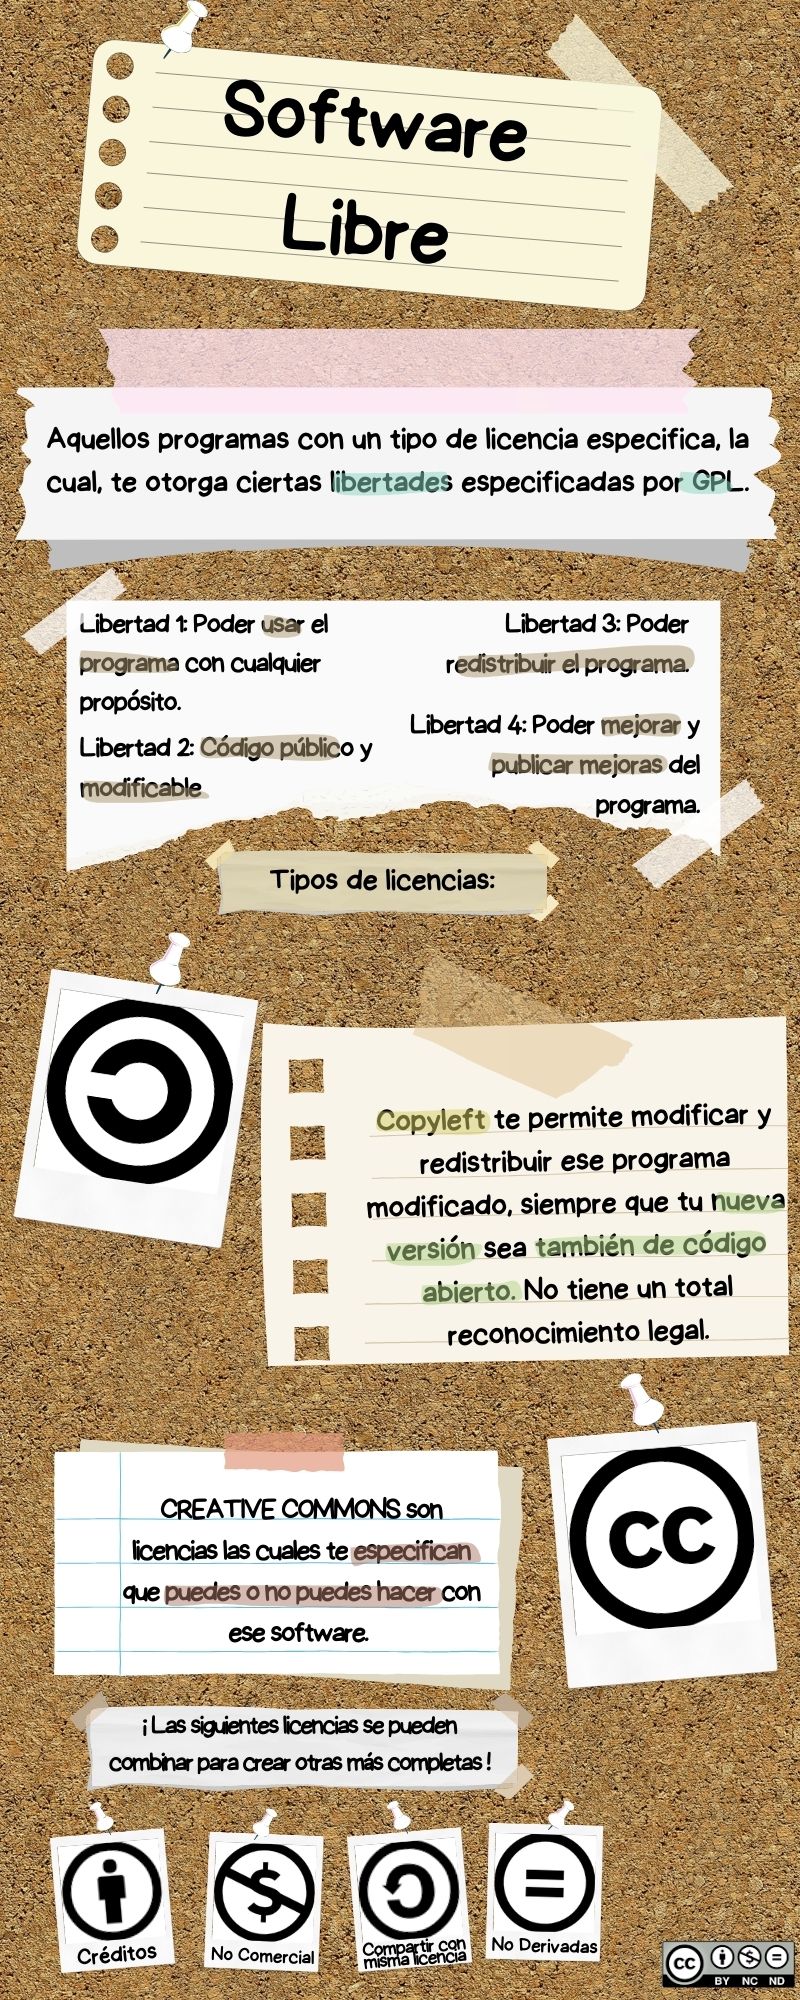 Software
Libre
Aquellos programas con un tipo de licencia especifica, la
cual, te otorga ciertas libertades especificadas por GPL.
Libertad 1: Poder usar el
programa con cualquier
propósito.
Libertad 2: Código público y
modificable
Libertad 3: Poder
redistribuir el programa.
Libertad 4: Poder mejorar y
publicar mejoras del
programa.
Tipos de licencias:
Copyleft te permite modificar y
redistribuir ese programa
modificado, siempre que tu nueva
versión sea también de código
abierto. No tiene un total
reconocimiento legal.
CREATIVE COMMONS son
licencias las cuales te especifican
que puedes o no puedes hacer con
ese software.
cc
¡Las siguientes licencias se pueden
combinar para crear otras más completas!
Créditos
No Comercial
Compartir con
misma licencia
No Derivadas
cc
BY NC ND